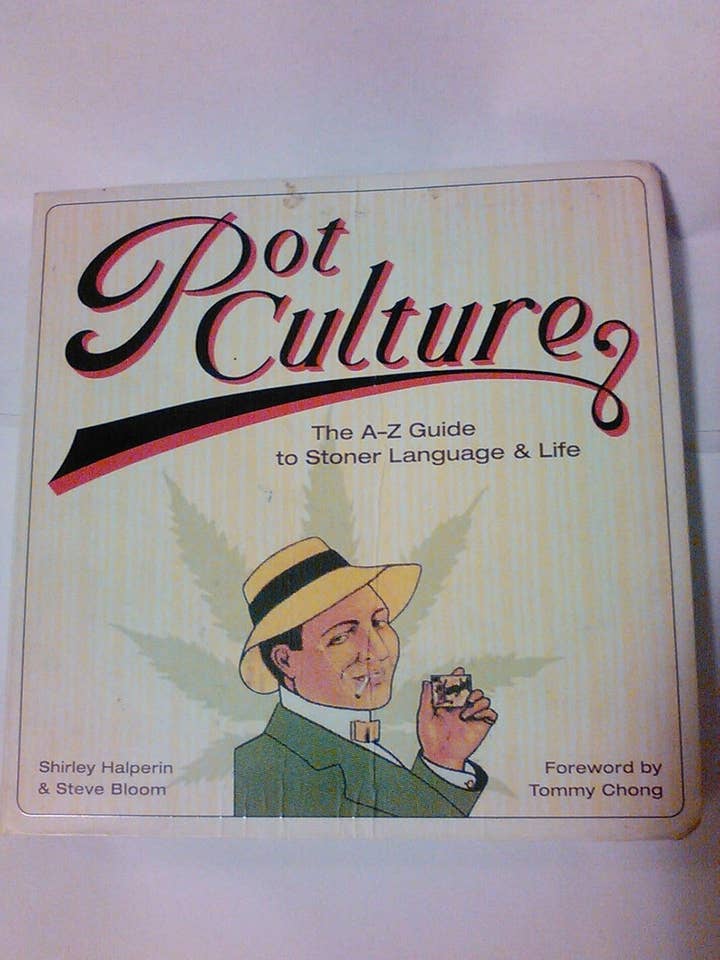 Pot
Culture
The A–Z Guide
to Stoner Language & Life
Shirley Halperin
& Steve Bloom
Foreword by
Tommy Chong